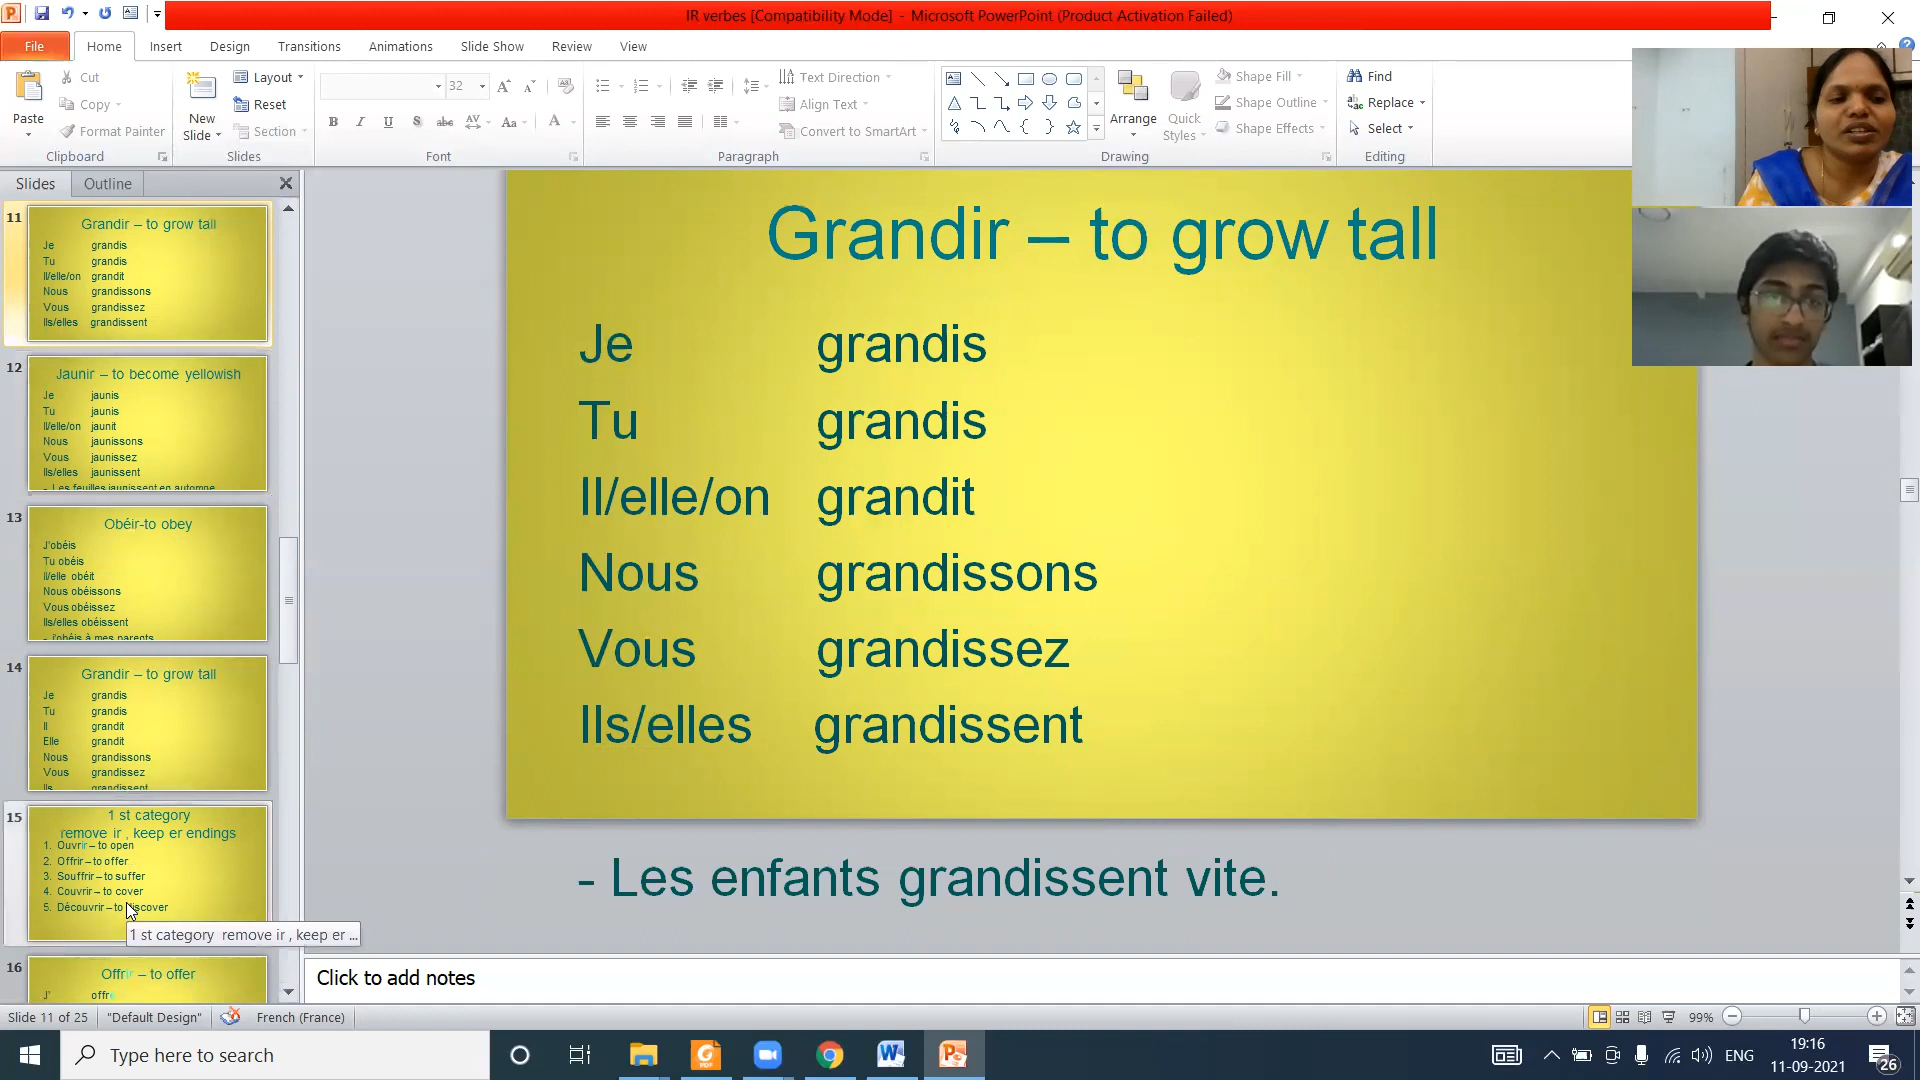 IR verbes [Compatibility Mode] - Microsoft PowerPoint (Product Activation Failed)
File Home Insert Design Transitions Animations Slide Show Review View
Paste
Cut
Copy
Format Painter
Clipboard
New Slide
Layout
Reset
Section
Slides
32
Font
Text Direction
Align Text
Convert to SmartArt
Paragraph
Arrange
Quick Styles
Shape Fill
Shape Outline
Shape Effects
Drawing
Find
Replace
Select
Editing
Slides Outline
11
Grandir – to grow tall
Je grandis
Tu grandis
Il/elle/on grandit
Nous grandissons
Vous grandissez
Ils/elles grandissent
12
Jaunir – to become yellowish
Je jaunis
Tu jaunis
Il/elle/on jaunit
Nous jaunissons
Vous jaunissez
Ils/elles jaunissent
- Les feuilles jaunissent en automne
13
Obéir-to obey
J'obéis
Tu obéis
Il/elle obéit
Nous obéissons
Vous obéissez
Ils/elles obéissent
- j'obéis à mes parents
14
Grandir – to grow tall
Je grandis
Tu grandis
Il grandit
Elle grandit
Nous grandissons
Vous grandissez
Ils grandissent
15
1 st category
remove ir , keep er endings
1. Ouvrir – to open
2. Offrir – to offer
3. Souffrir – to suffer
4. Couvrir – to cover
5. Découvrir – to discover
1 st category remove ir , keep er ...
16
Offrir – to offer
J' offre
Grandir – to grow tall
Je grandis
Tu grandis
Il/elle/on grandit
Nous grandissons
Vous grandissez
Ils/elles grandissent
- Les enfants grandissent vite.
Click to add notes
Slide 11 of 25 "Default Design" French (France) 99%
Type here to search
ENG
19:16
11-09-2021
26